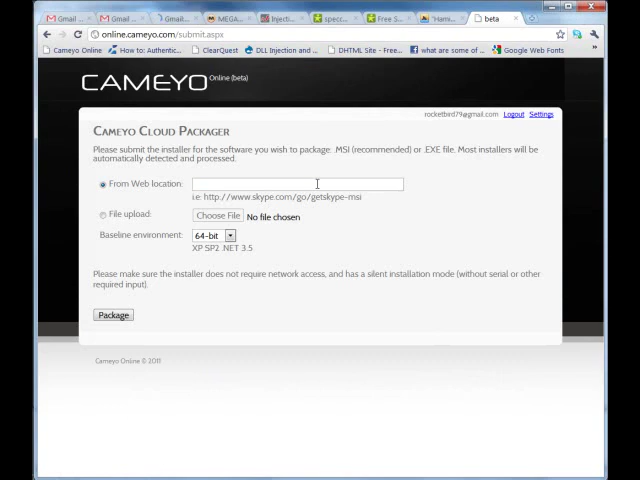 Gmail
Gmail
Gmail
MEGA
Inject
specc
Free S
"Hami
beta
online.cameyo.com/submit.aspx
Cameyo Online
How to: Authentic...
ClearQuest
DLL Injection and ...
DHTML Site - Free...
what are some of ...
Google Web Fonts
»
CAMEYO Online (beta)
rocketbird79@gmail.com Logout Settings
CAMEYO CLOUD PACKAGER
Please submit the installer for the software you wish to package: .MSI (recommended) or .EXE file. Most installers will be
automatically detected and processed.
From Web location:
i.e: http://www.skype.com/go/getskype-msi
File upload: Choose File No file chosen
Baseline environment: 64-bit
XP SP2 .NET 3.5
Please make sure the installer does not require network access, and has a silent installation mode (without serial or other
required input).
Package
Cameyo Online © 2011